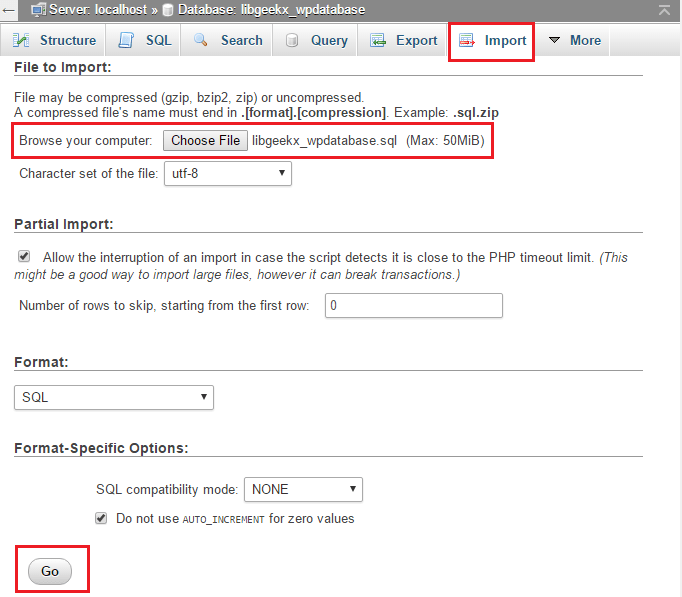 Server: localhost » Database: libgeekx_wpdatabase
Structure SQL Search Query Export Import More
File to Import:
File may be compressed (gzip, bzip2, zip) or uncompressed.
A compressed file's name must end in .[format].[compression]. Example: .sql.zip
Browse your computer: Choose File libgeekx_wpdatabase.sql (Max: 50MiB)
Character set of the file: utf-8
Partial Import:
Allow the interruption of an import in case the script detects it is close to the PHP timeout limit. (This
might be a good way to import large files, however it can break transactions.)
Number of rows to skip, starting from the first row: 0
Format:
SQL
Format-Specific Options:
SQL compatibility mode: NONE
Do not use AUTO_INCREMENT for zero values
Go